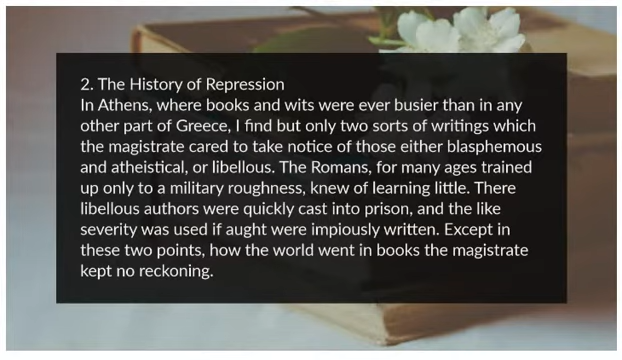 2. The History of Repression
In Athens, where books and wits were ever busier than in any
other part of Greece, I find but only two sorts of writings which
the magistrate cared to take notice of those either blasphemous
and atheistical, or libellous. The Romans, for many ages trained
up only to a military roughness, knew of learning little. There
libellous authors were quickly cast into prison, and the like
severity was used if aught were impiously written. Except in
these two points, how the world went in books the magistrate
kept no reckoning.